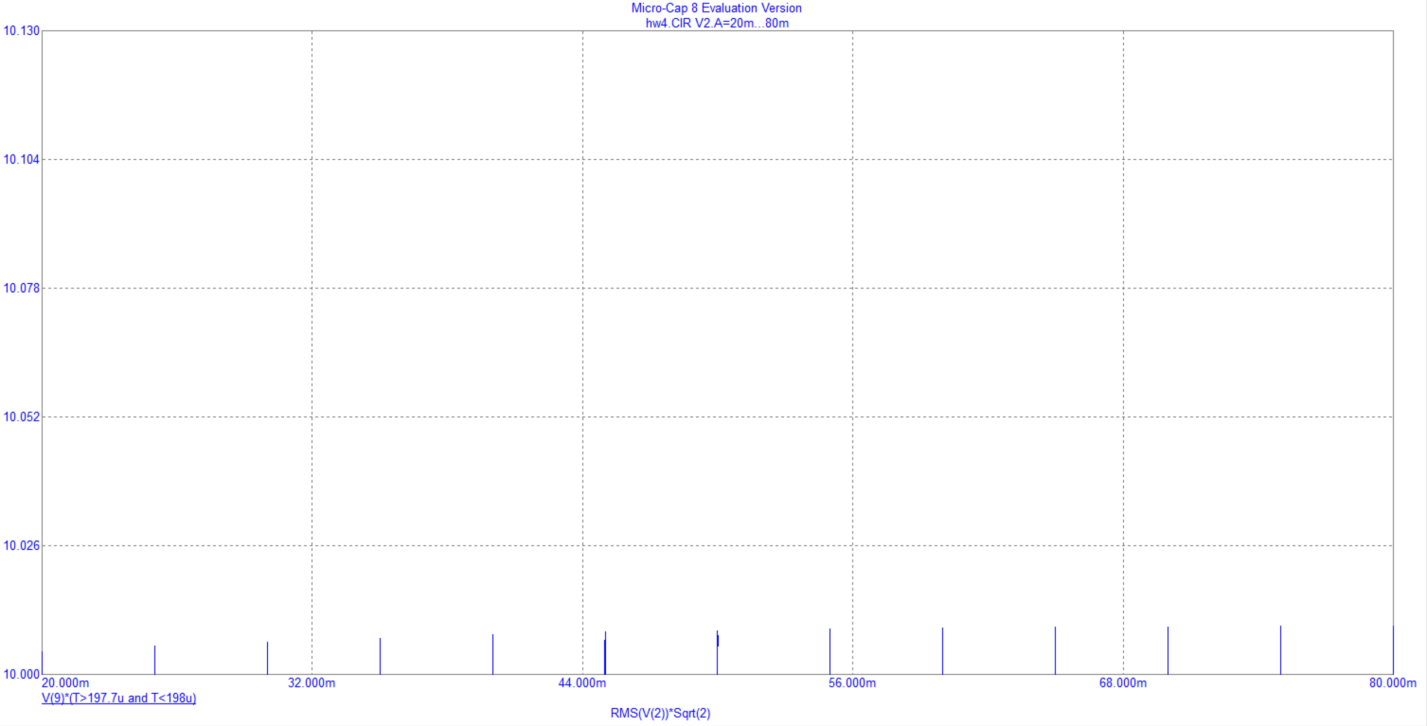 Micro-Cap 8 Evaluation Version
hw4.CIR V2.A=20m...80m
10.130
10.104
10.078
10.052
10.026
10.000
20.000m 32.000m 44.000m 56.000m 68.000m 80.000m
V(9)*(T>197.7u and T<198u)
RMS(V(2))*Sqrt(2)